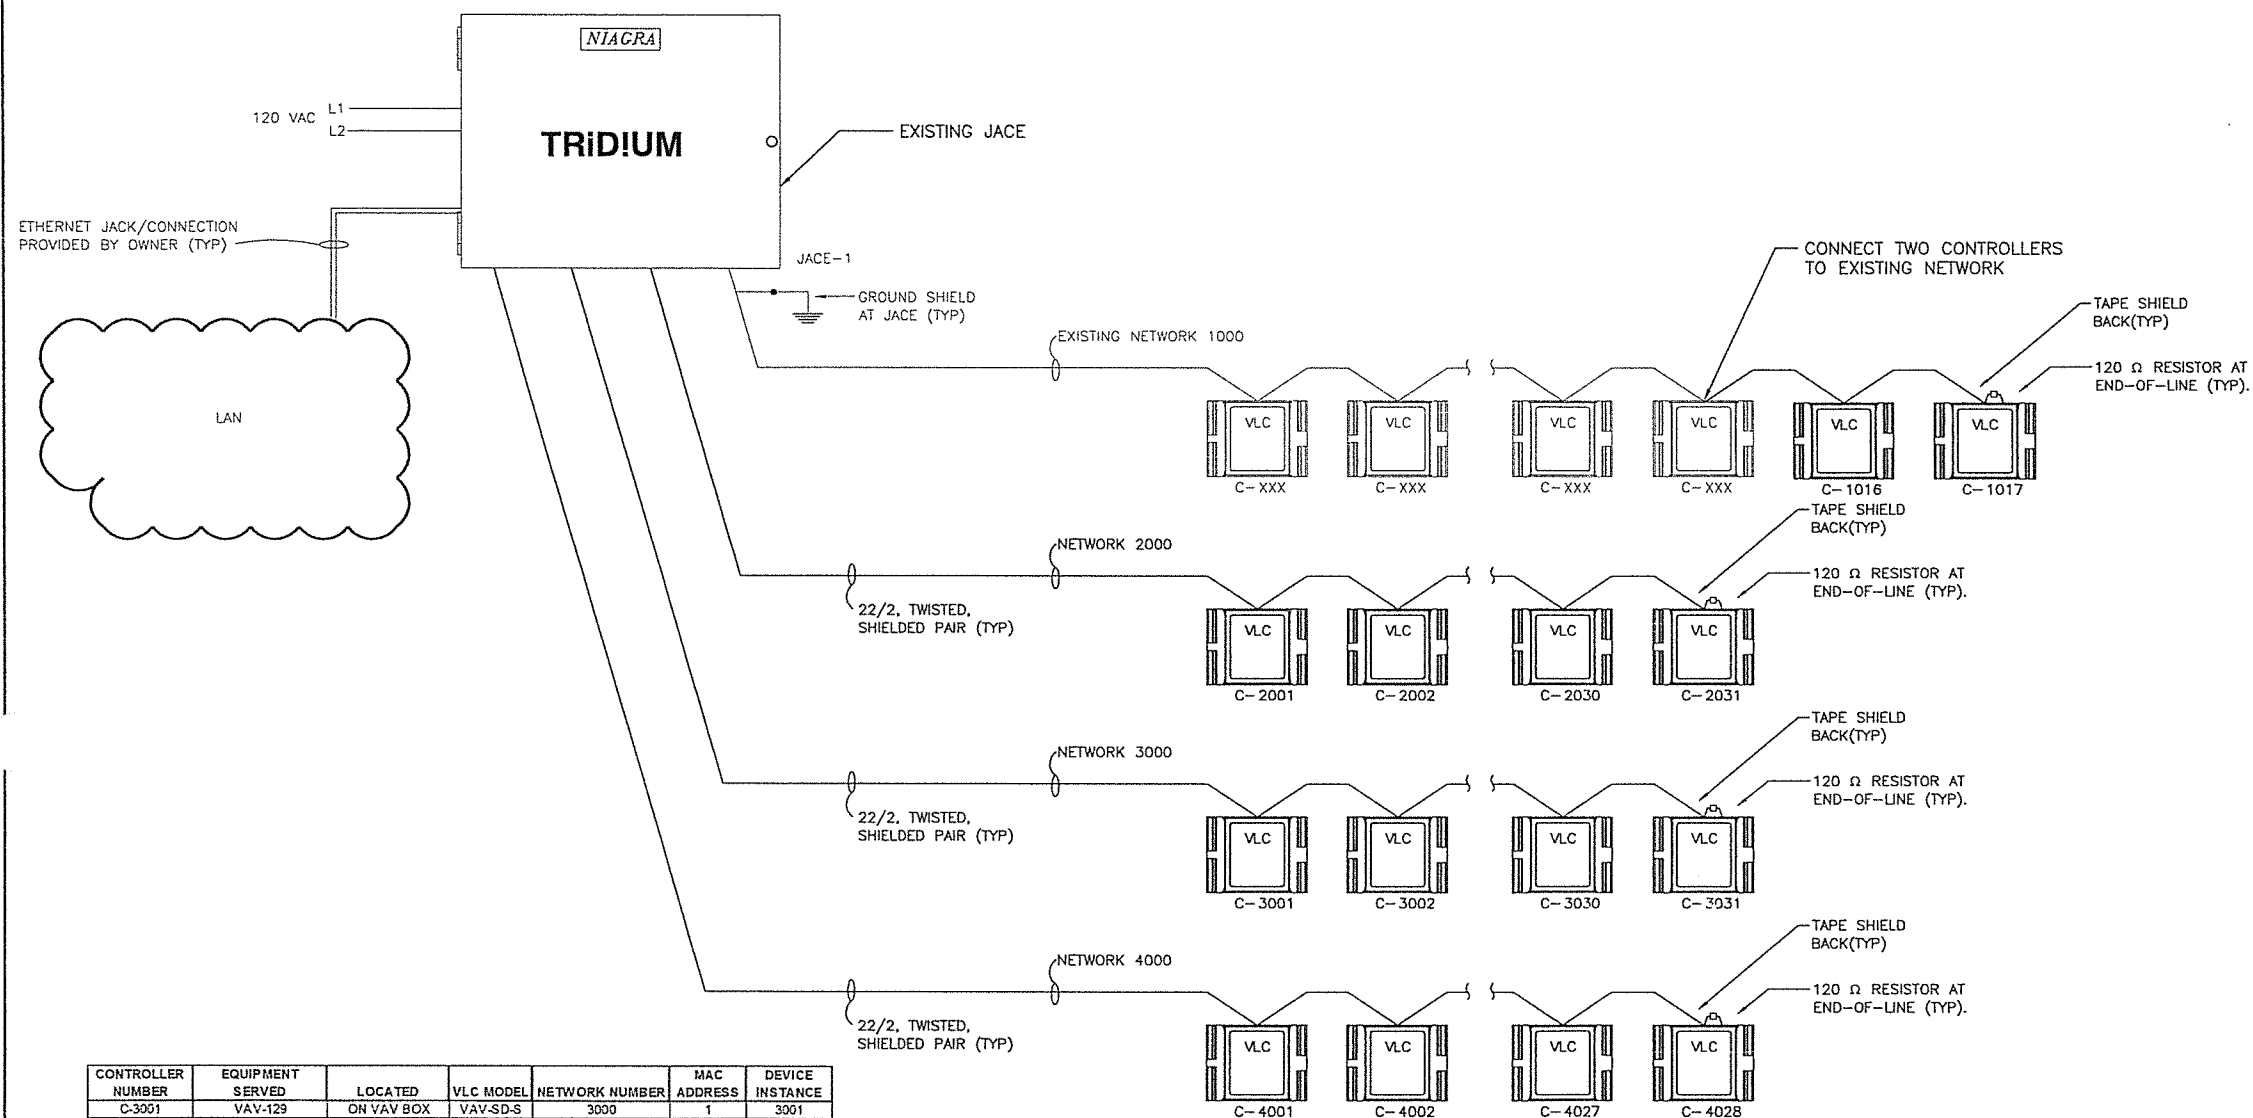 NIAGRA
TRiD!UM
120 VAC
L1
L2
EXISTING JACE
ETHERNET JACK/CONNECTION
PROVIDED BY OWNER (TYP)
JACE-1
GROUND SHIELD
AT JACE (TYP)
LAN
CONNECT TWO CONTROLLERS
TO EXISTING NETWORK
TAPE SHIELD
BACK(TYP)
EXISTING NETWORK 1000
120 Ω RESISTOR AT
END-OF-LINE (TYP).
VLC
VLC
VLC
VLC
VLC
VLC
C-XXX
C-XXX
C-XXX
C-XXX
C-1016
C-1017
TAPE SHIELD
BACK(TYP)
NETWORK 2000
120 Ω RESISTOR AT
END-OF-LINE (TYP).
22/2, TWISTED,
SHIELDED PAIR (TYP)
VLC
VLC
VLC
VLC
C-2001
C-2002
C-2030
C-2031
TAPE SHIELD
BACK(TYP)
NETWORK 3000
120 Ω RESISTOR AT
END-OF-LINE (TYP).
22/2, TWISTED,
SHIELDED PAIR (TYP)
VLC
VLC
VLC
VLC
C-3001
C-3002
C-3030
C-3031
TAPE SHIELD
BACK(TYP)
NETWORK 4000
120 Ω RESISTOR AT
END-OF-LINE (TYP).
22/2, TWISTED,
SHIELDED PAIR (TYP)
VLC
VLC
VLC
VLC
C-4001
C-4002
C-4027
C-4028
CONTROLLER NUMBER EQUIPMENT SERVED LOCATED VLC MODEL NETWORK NUMBER MAC ADDRESS DEVICE INSTANCE
C-3001 VAV-129 ON VAV BOX VAV-SD-S 3000 1 3001